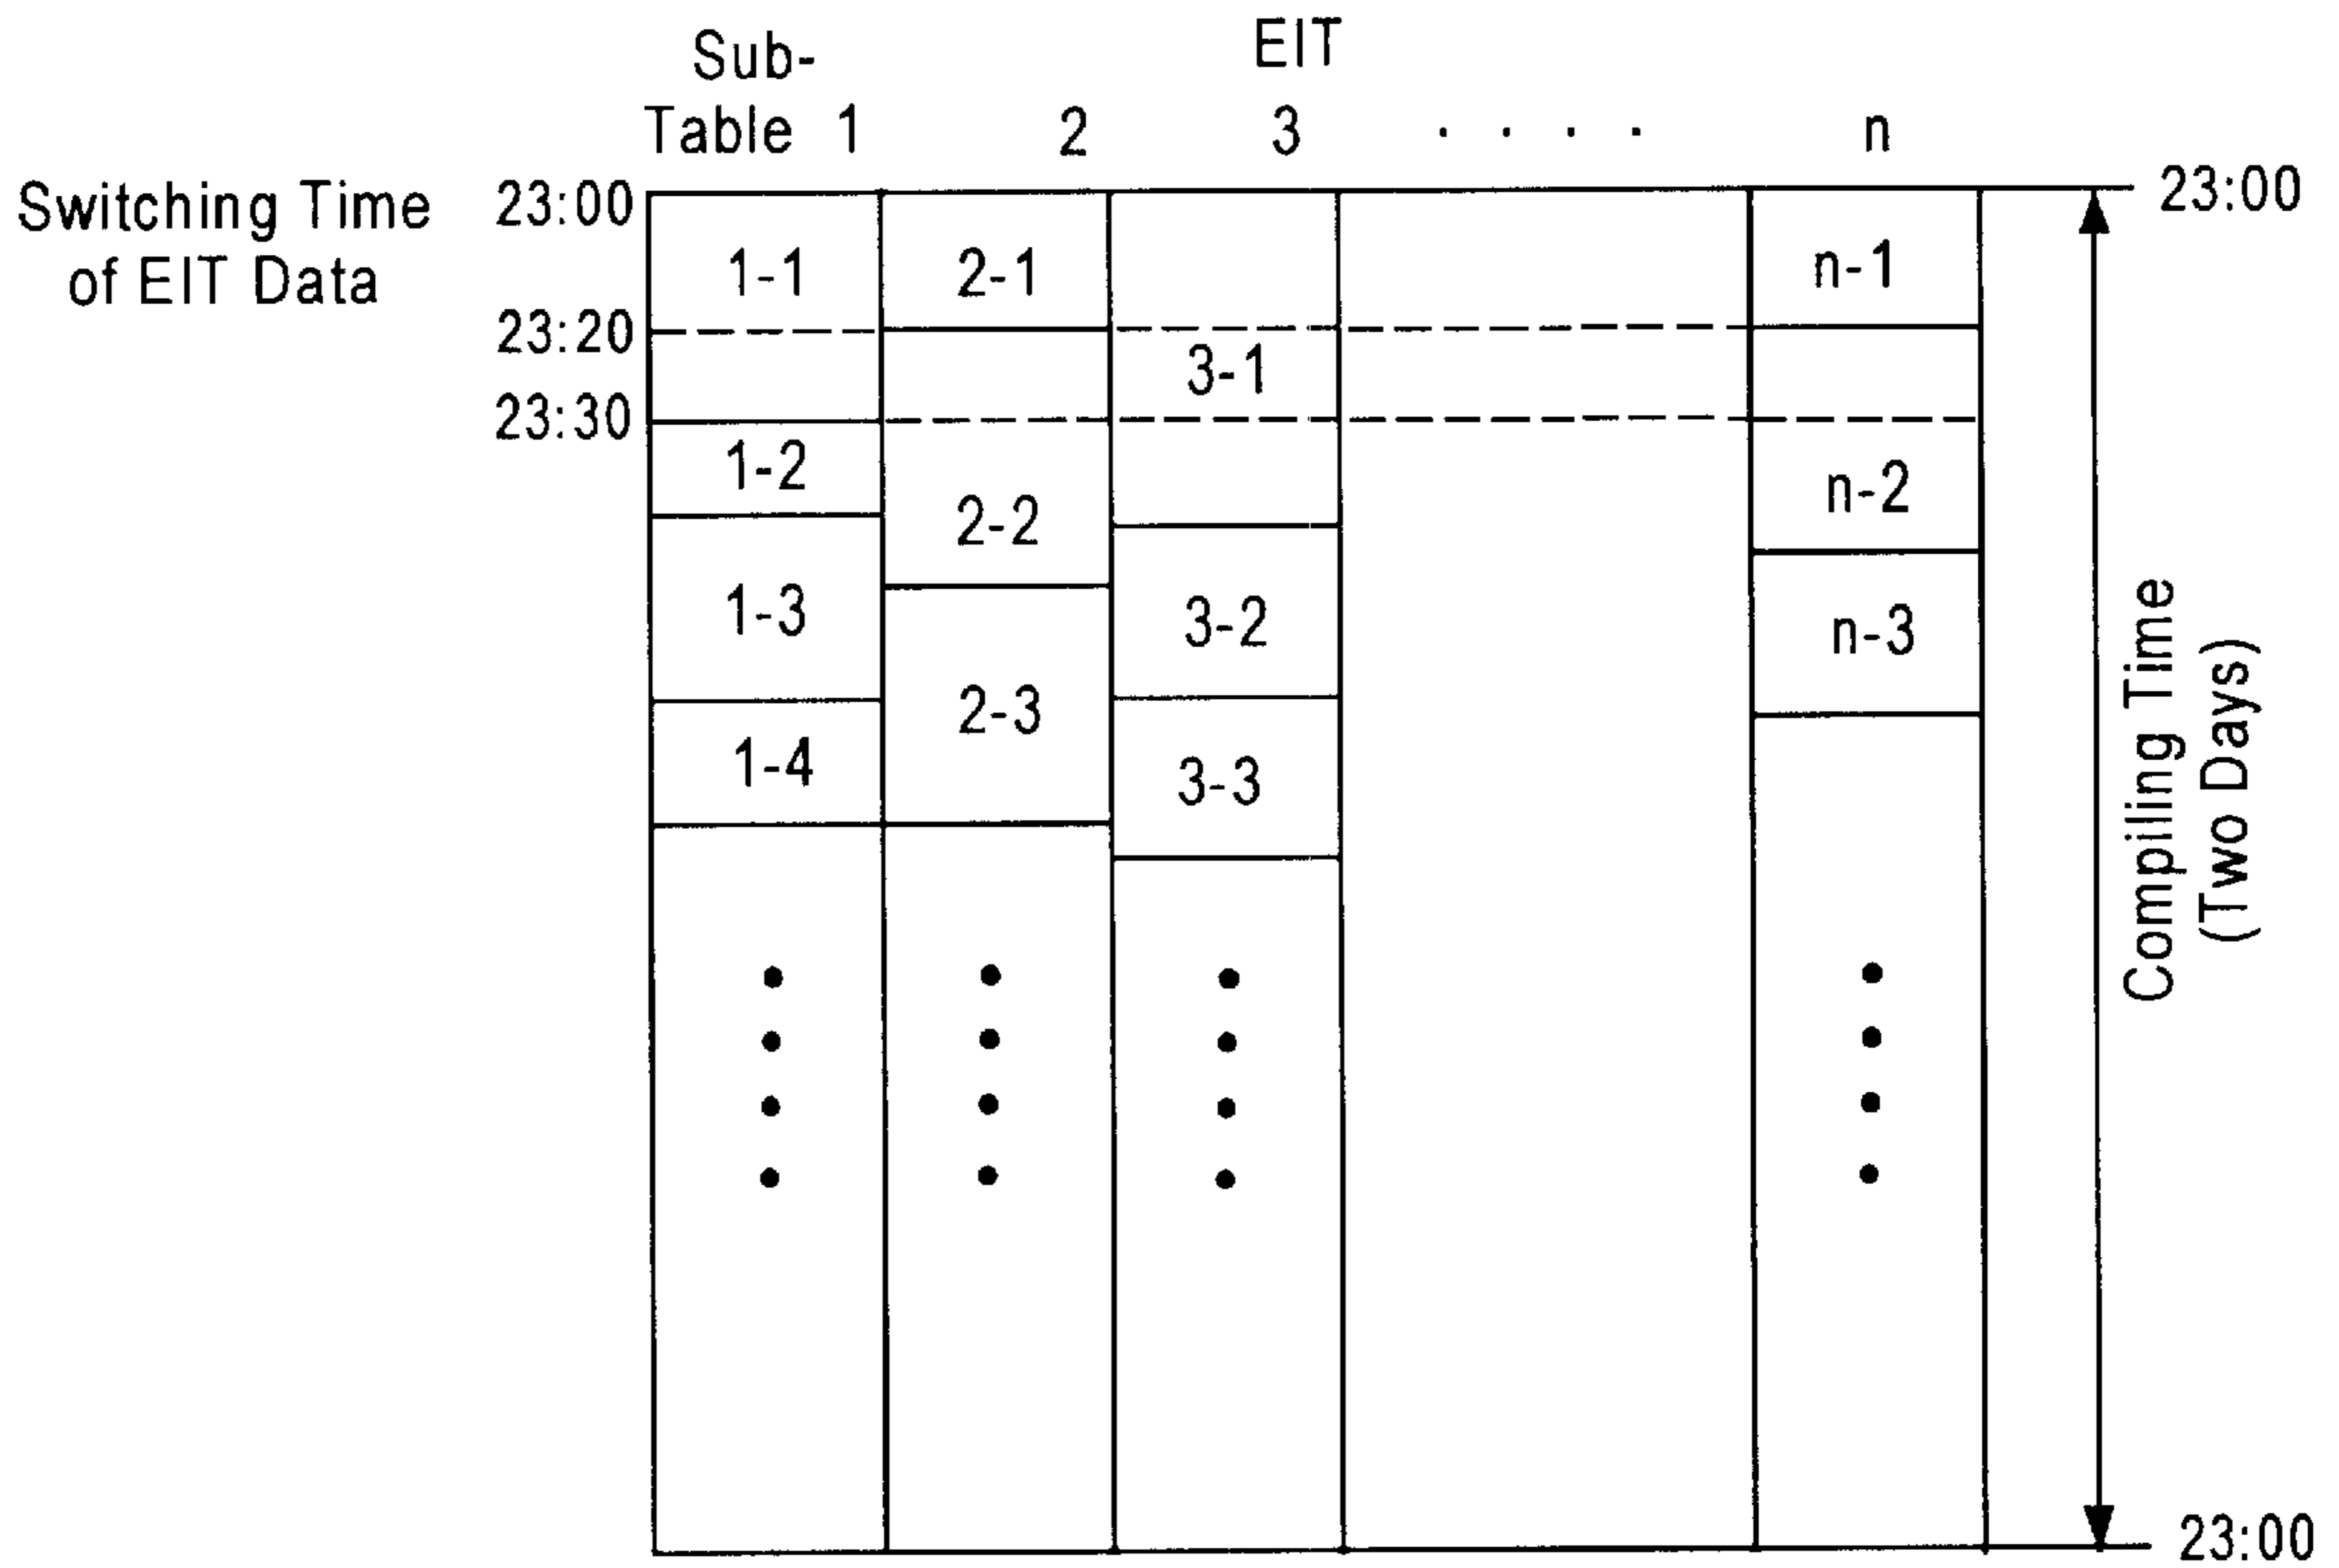 Sub-
Table 1
EIT
2
3
. . . .
n
Switching Time
of EIT Data
23:00
23:00
1-1
2-1
n-1
23:20
3-1
23:30
1-2
2-2
n-2
1-3
3-2
n-3
2-3
1-4
3-3
Compiling Time
(Two Days)
23:00